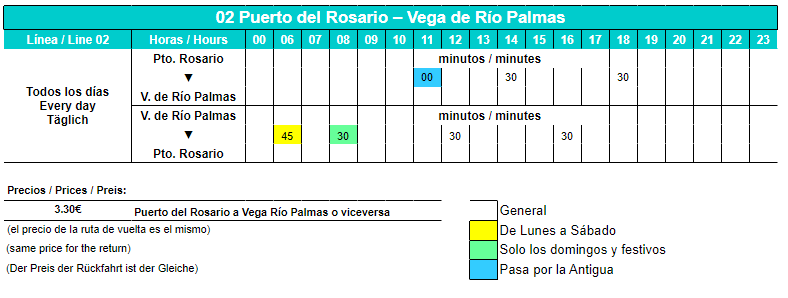 02 Puerto del Rosario – Vega de Río Palmas
Línea / Line 02 Horas / Hours 00 06 07 08 09 10 11 12 13 14 15 16 17 18 19 20 21 22 23
Pto. Rosario minutos / minutes
▼ 00 30 30
V. de Río Palmas
Todos los días
Every day
Täglich
V. de Río Palmas minutos / minutes
▼ 45 30 30 30
Pto. Rosario
Precios / Prices / Preis:
3.30€ Puerto del Rosario a Vega Río Palmas o viceversa
(el precio de la ruta de vuelta es el mismo)
(same price for the return)
(Der Preis der Rückfahrt ist der Gleiche)
General
De Lunes a Sábado
Solo los domingos y festivos
Pasa por la Antigua